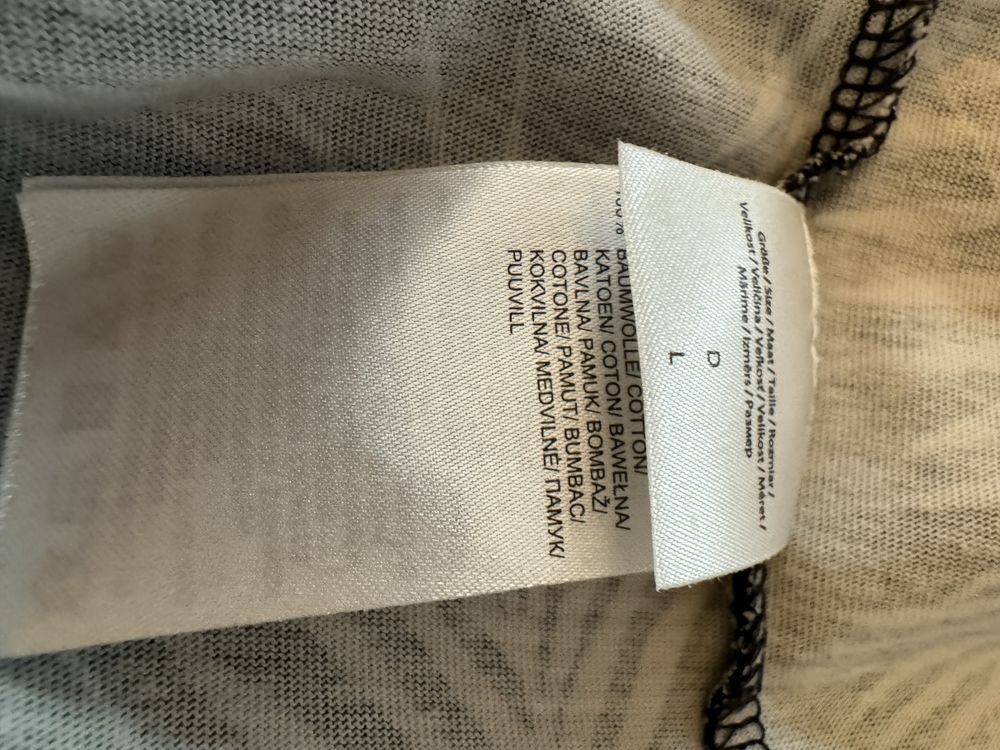 Größe / Size / Maat / Taille / Rozmiar /
Velikost / Veličina / Veľkosť / Velikost / Méret /
Mărime / Izmērs / Размер
D
L
100% BAUMWOLLE/ COTTON/
KATOEN/ COTON/ BAWEŁNA/
BAVLNA/ PAMUK/ BOMBAŽ/
COTONE/ PAMUT/ BUMBAC/
KOKVILNA/ MEDVILNĖ/ ПАМУК/
PUUVILL